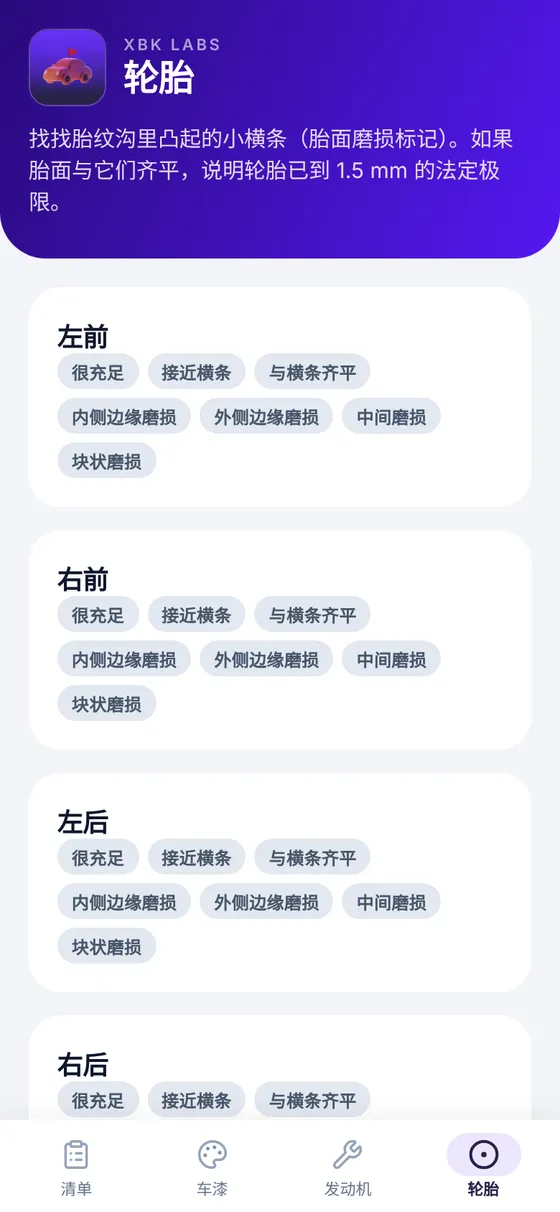 XBK LABS
轮胎
找找胎纹沟里凸起的小横条（胎面磨损标记）。如果
胎面与它们齐平，说明轮胎已到 1.5 mm 的法定极
限。
左前
很充足 接近横条 与横条齐平
内侧边缘磨损 外侧边缘磨损 中间磨损
块状磨损
右前
很充足 接近横条 与横条齐平
内侧边缘磨损 外侧边缘磨损 中间磨损
块状磨损
左后
很充足 接近横条 与横条齐平
内侧边缘磨损 外侧边缘磨损 中间磨损
块状磨损
右后
很充足 接近横条 与横条齐平
清单 车漆 发动机 轮胎